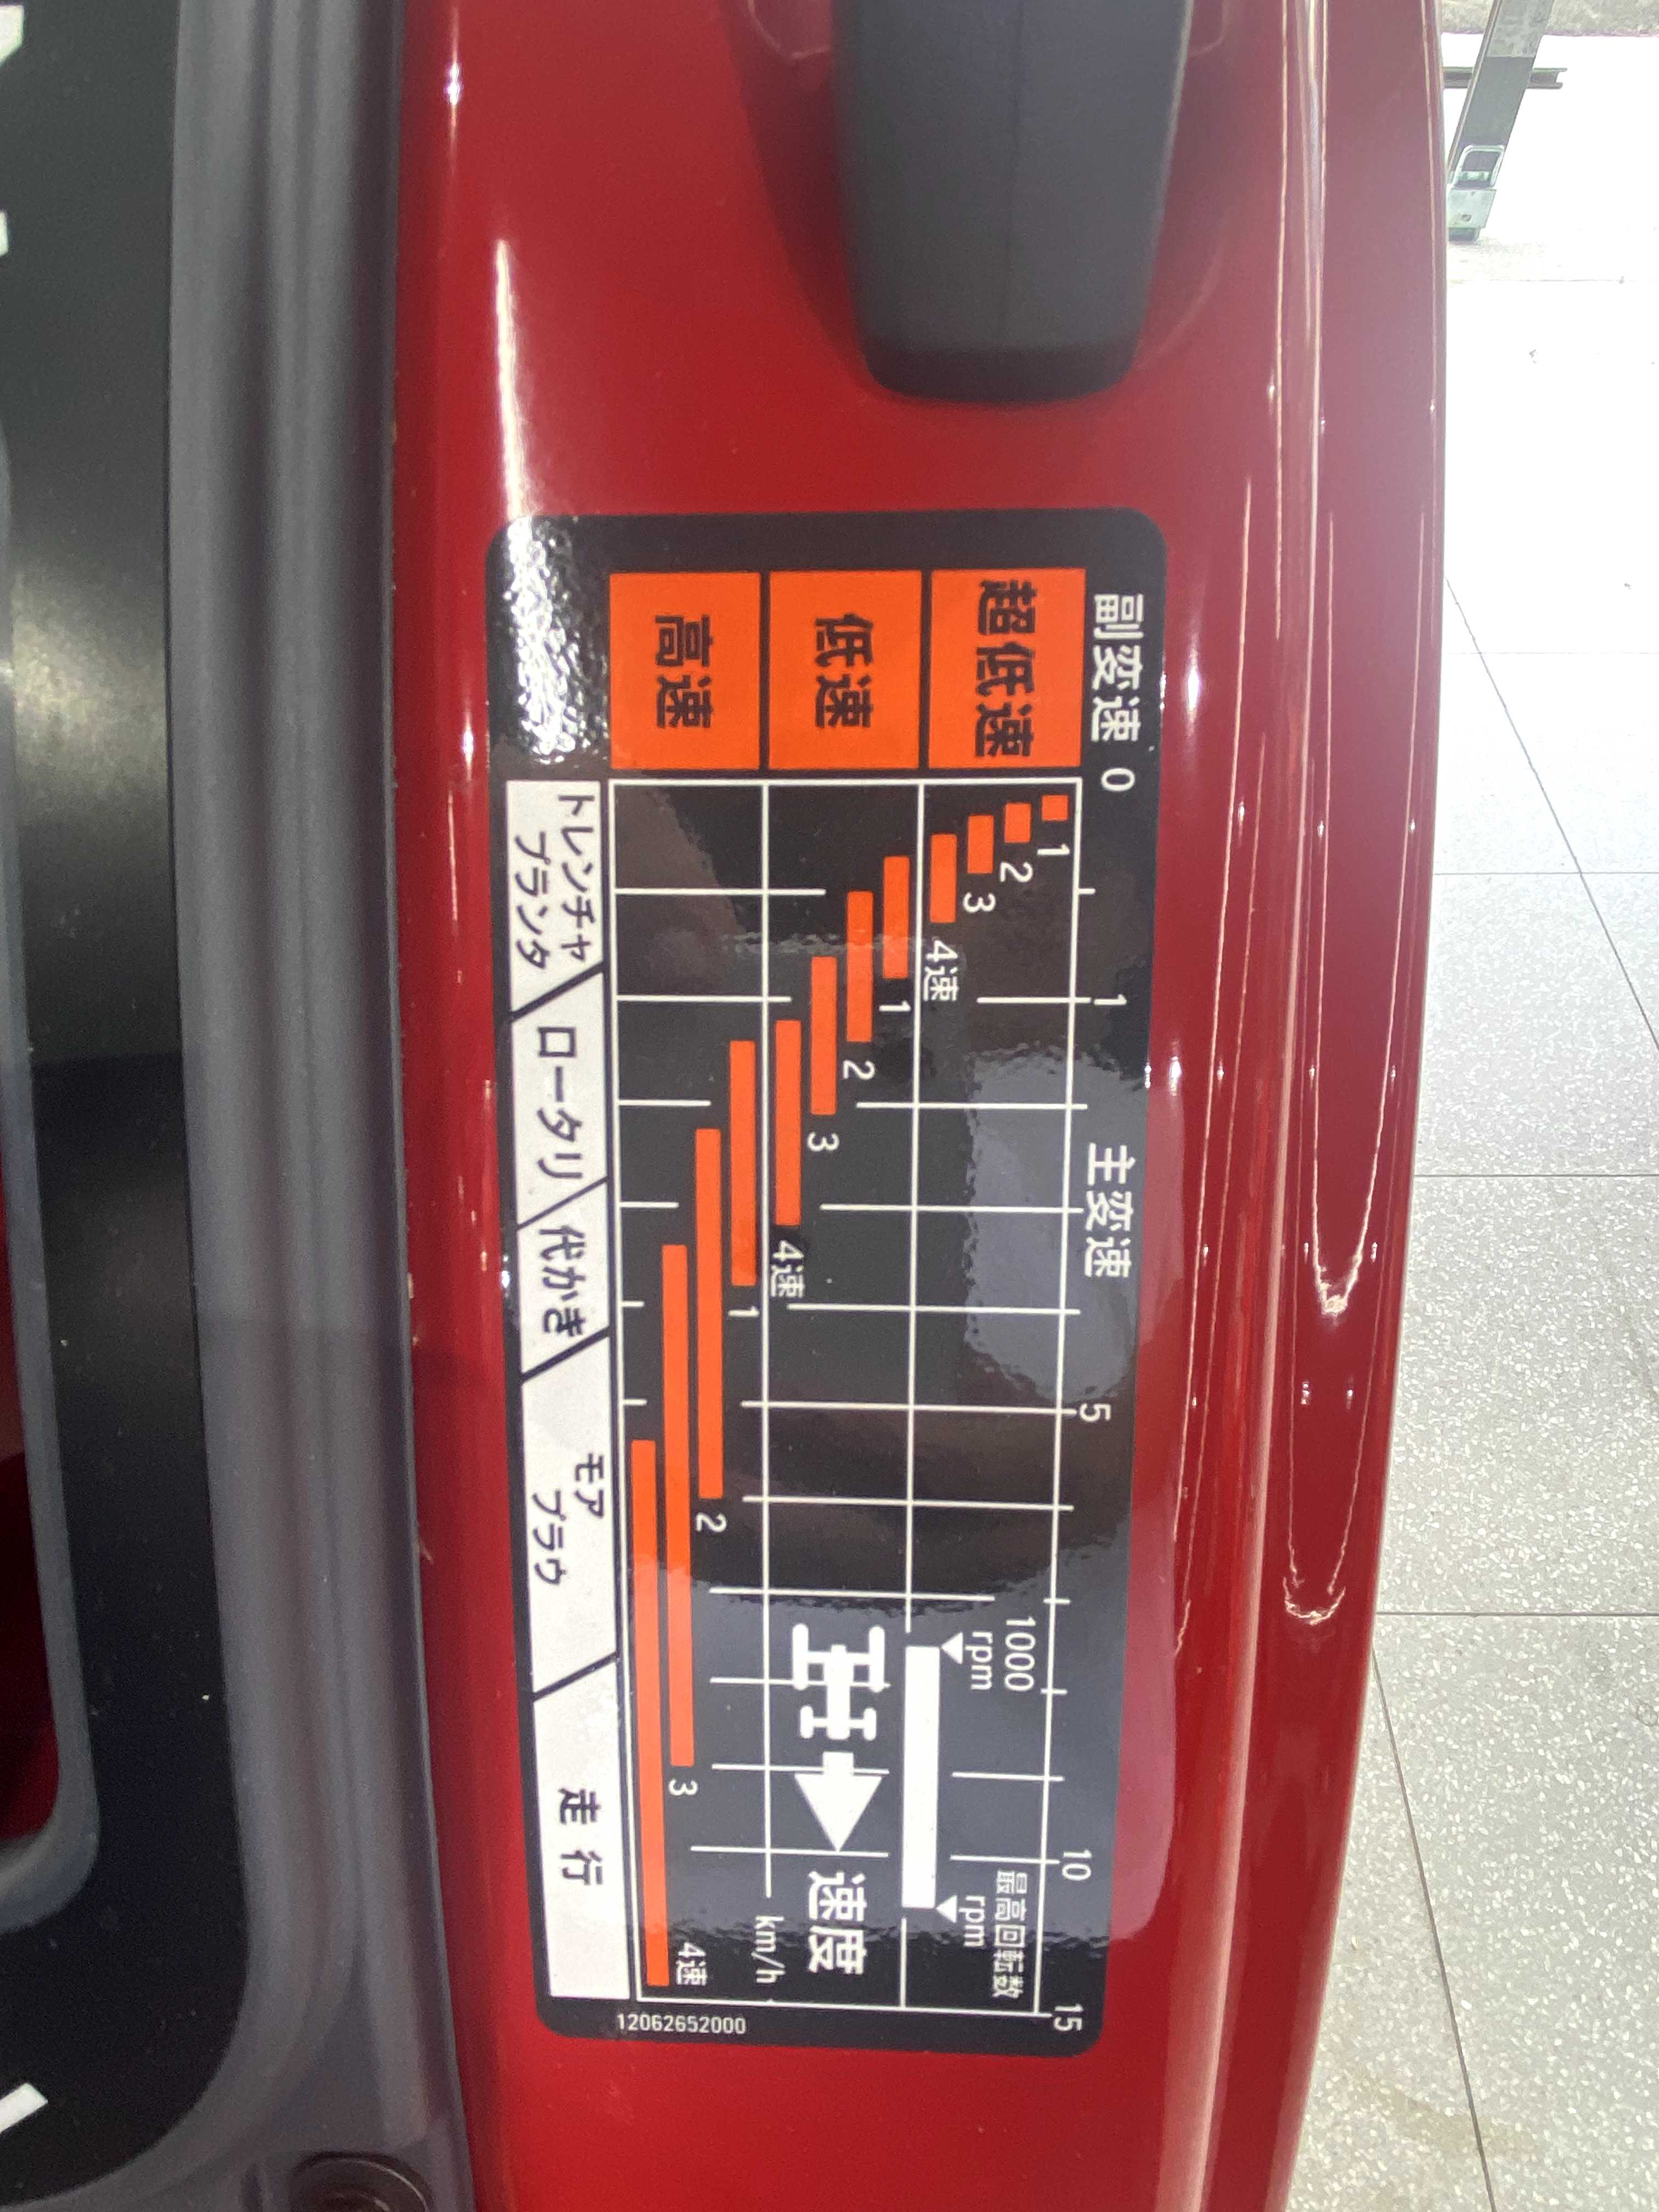 副変速
0
1
主変速
5
10
15
超低速
1
2
3
4速
1000
rpm
最高回転数
rpm
低速
1
2
3
4速
速度
km/h
高速
1
2
3
4速
トレンチャ
プランタ
ロータリ
代かき
モア
プラウ
走行
12062652000